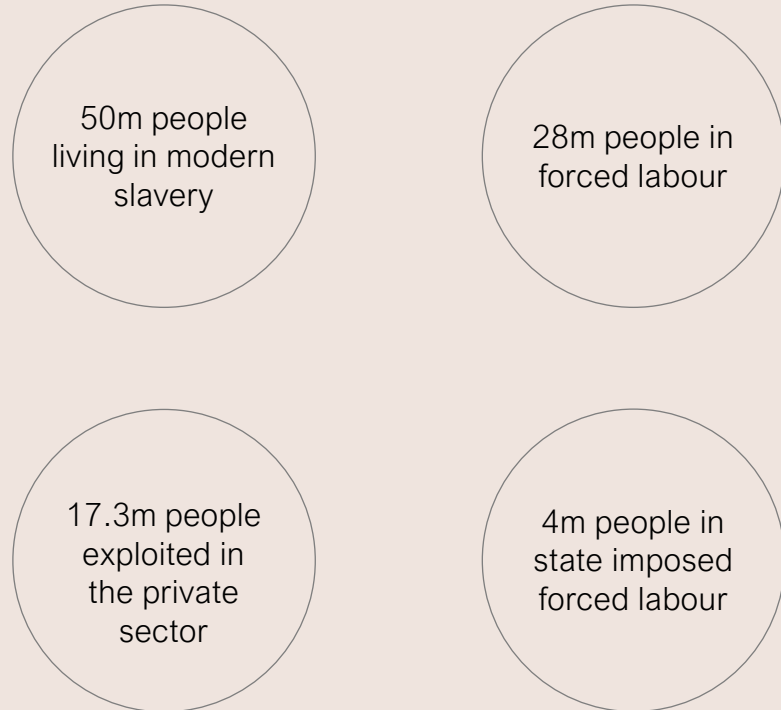 50m people
living in modern
slavery
28m people in
forced labour
17.3m people
exploited in
the private
sector
4m people in
state imposed
forced labour